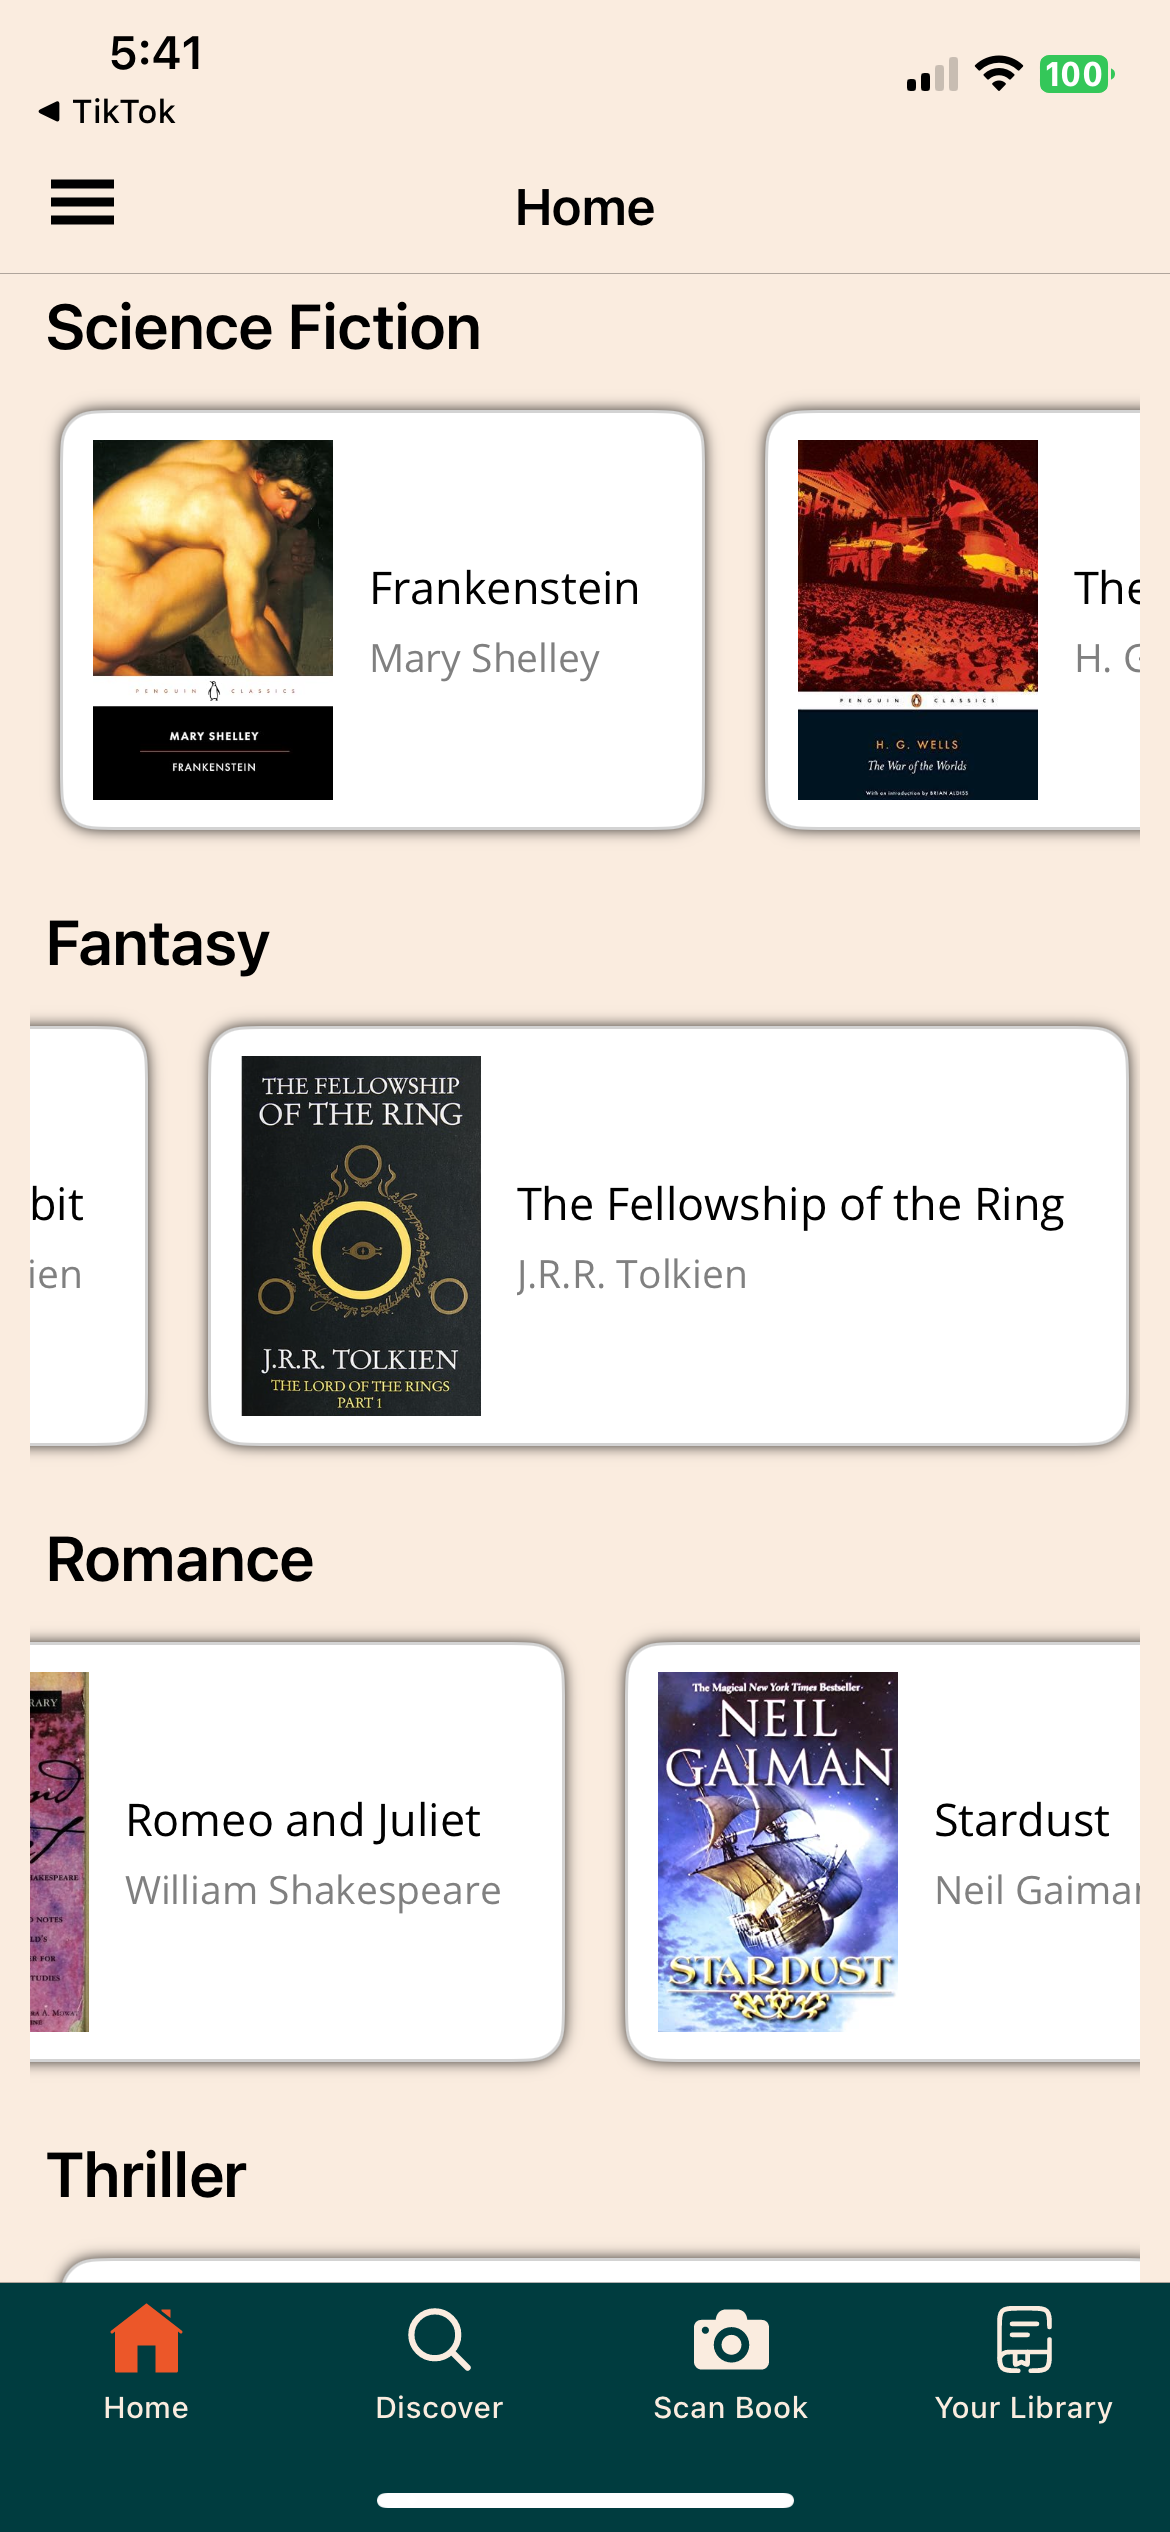 5:41
100
◀ TikTok
Home
Science Fiction
PENGUIN CLASSICS
MARY SHELLEY
FRANKENSTEIN
Frankenstein
Mary Shelley
PENGUIN CLASSICS
H. G. WELLS
The War of the Worlds
With an introduction by BRIAN ALDISS
The
H. G
Fantasy
bit
ien
THE FELLOWSHIP
OF THE RING
J.R.R. TOLKIEN
THE LORD OF THE RINGS
PART 1
The Fellowship of the Ring
J.R.R. Tolkien
Romance
RARY
HAKESPEARE
NOTES
LD'S
ER FOR
TUDIES
RA A. MOWA
INE
Romeo and Juliet
William Shakespeare
The Magical New York Times Bestseller
NEIL
GAIMAN
STARDUST
Stardust
Neil Gaiman
Thriller
Home
Discover
Scan Book
Your Library